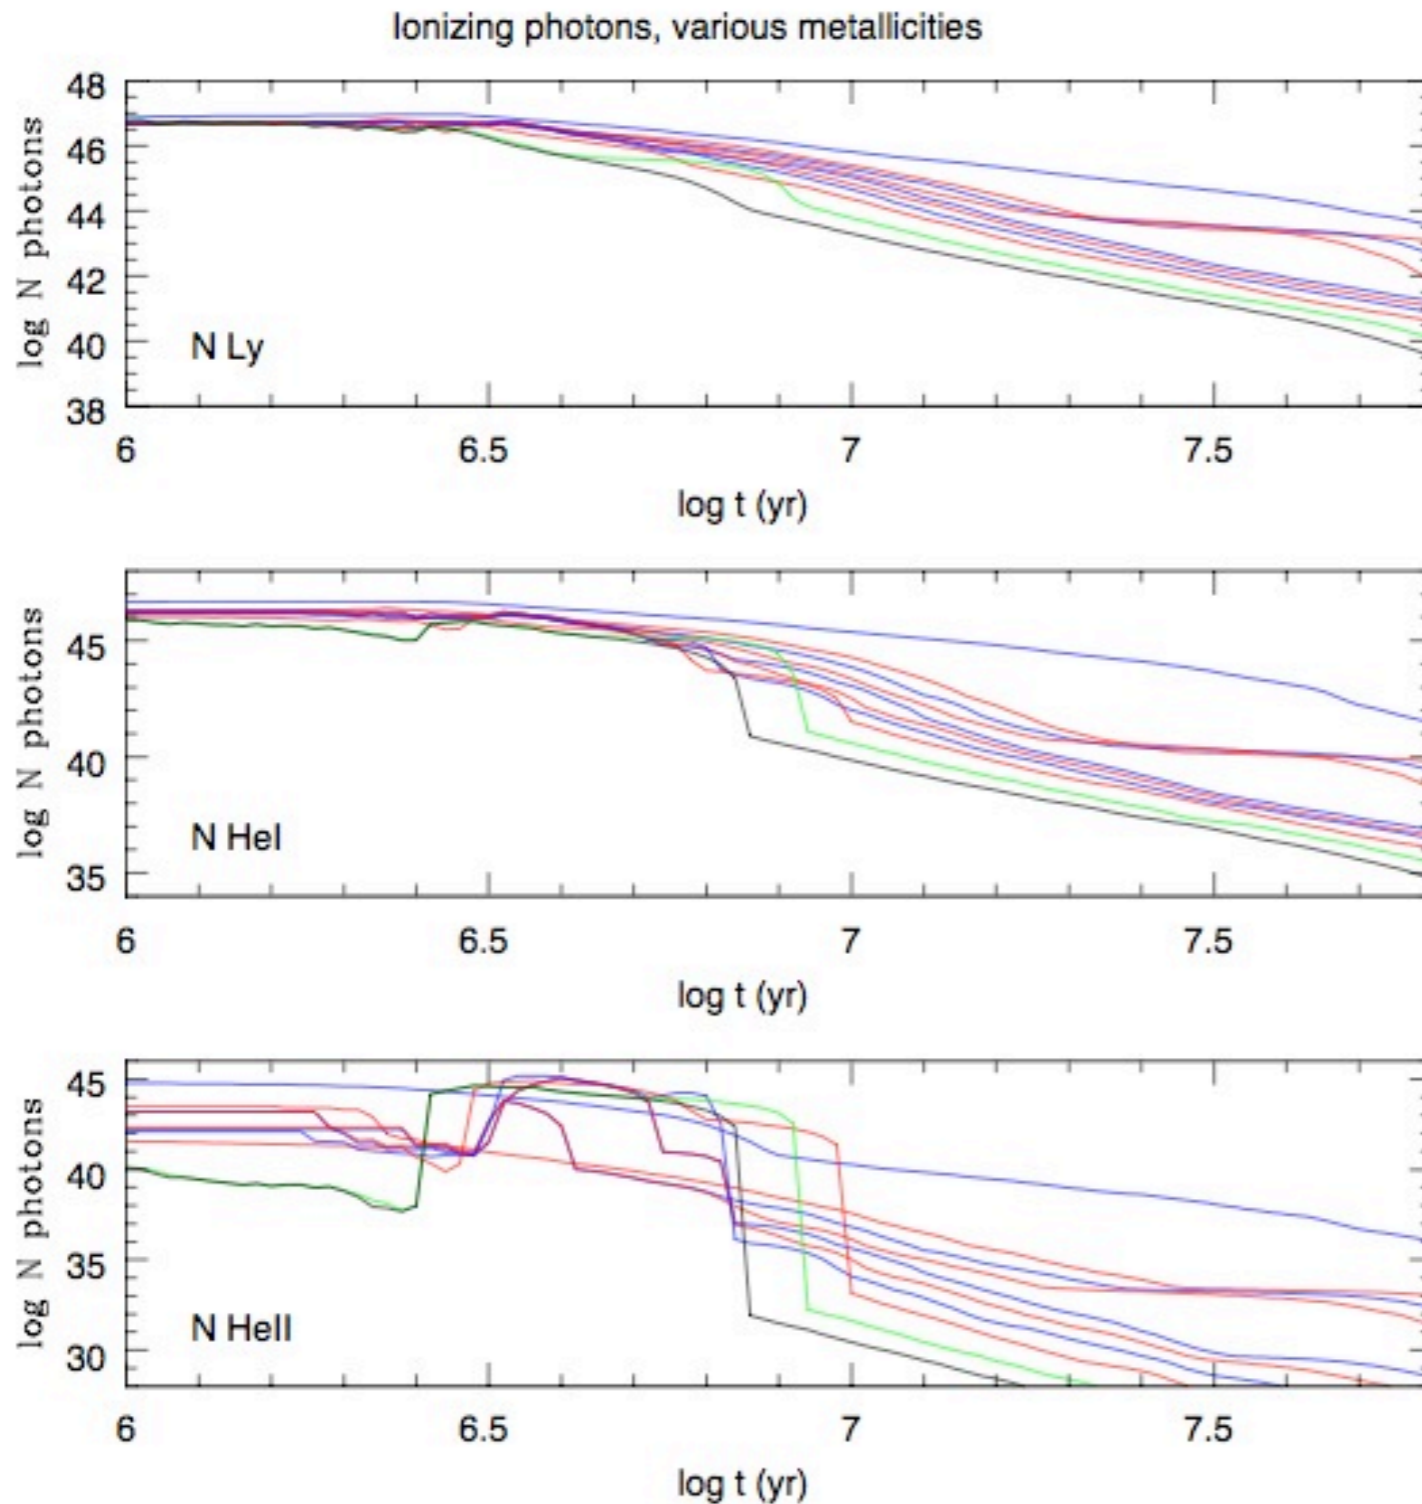 Ionizing photons, various metallicities
48
46
44
42
40
38
log N photons
N Ly
6 6.5 7 7.5
log t (yr)
45
40
35
log N photons
N HeI
6 6.5 7 7.5
log t (yr)
45
40
35
30
log N photons
N HeII
6 6.5 7 7.5
log t (yr)